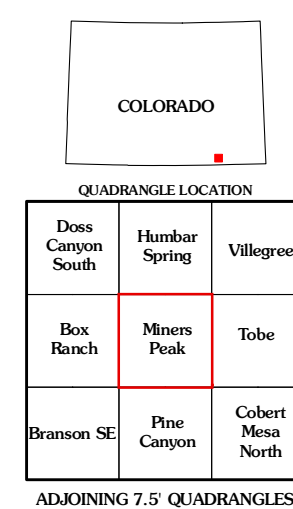 COLORADO
QUADRANGLE LOCATION
Doss
Canyon
South
Humbar
Spring
Villegree
Box
Ranch
Miners
Peak
Tobe
Branson SE
Pine
Canyon
Cobert
Mesa
North
ADJOINING 7.5' QUADRANGLES